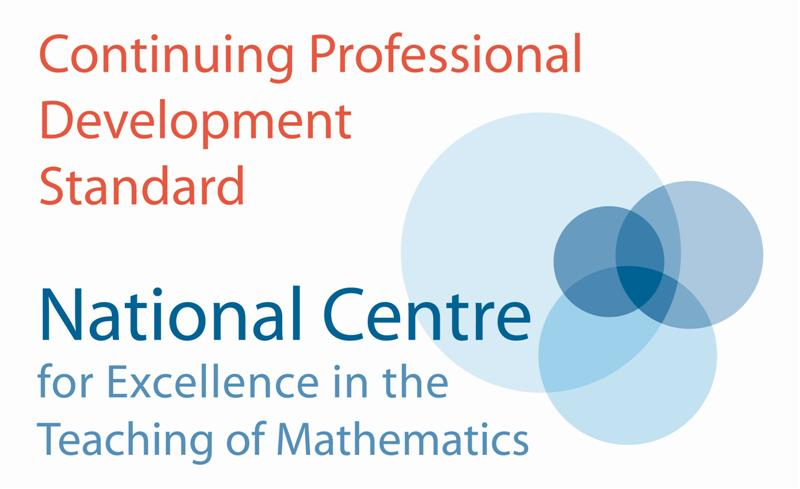 Continuing Professional
Development
Standard
National Centre
for Excellence in the
Teaching of Mathematics